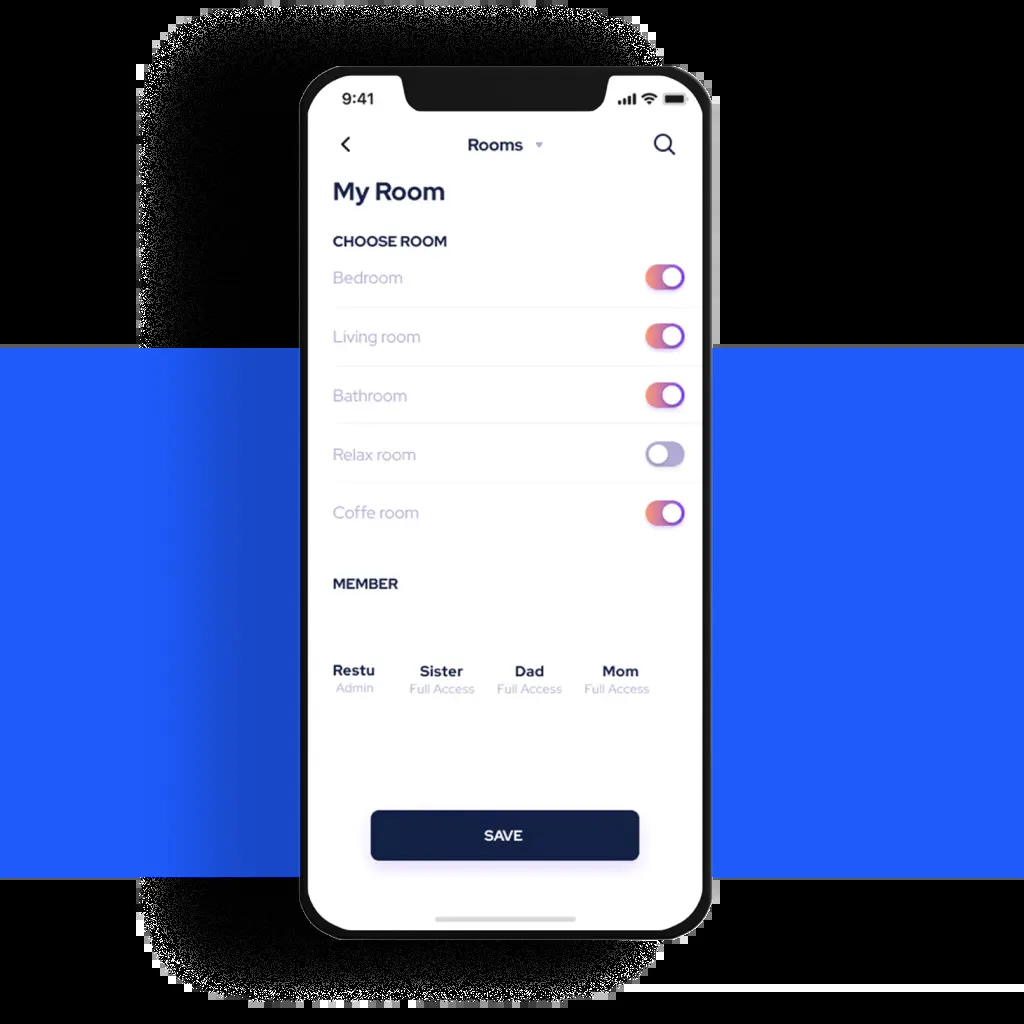 9:41
Rooms
My Room
CHOOSE ROOM
Bedroom
Living room
Bathroom
Relax room
Coffe room
MEMBER
Restu Sister Dad Mom
Admin Full Access Full Access Full Access
SAVE